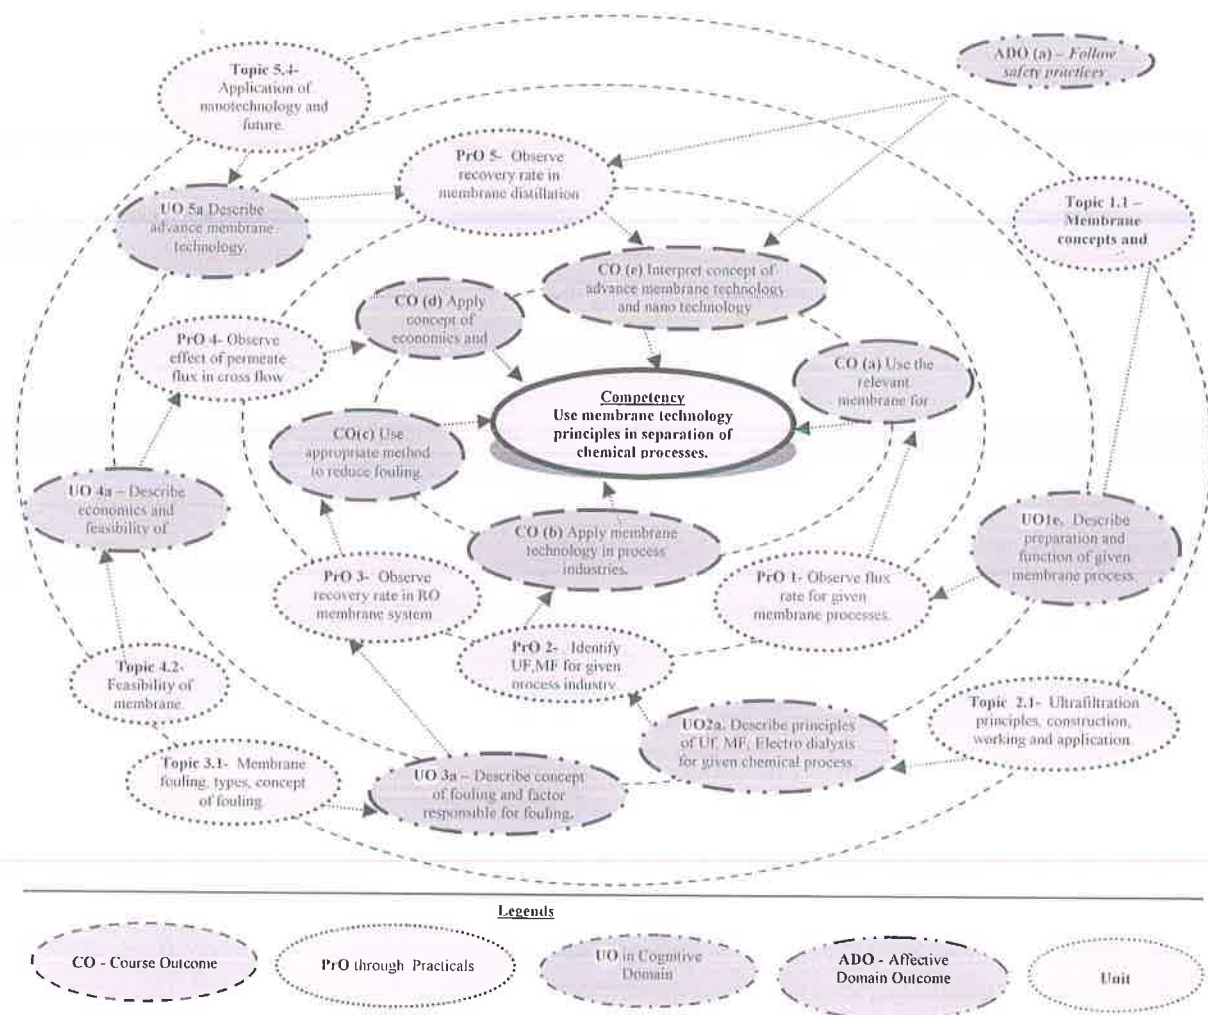 Topic 5.4-
Application of
nanotechnology and
future.
ADO (a) – Follow
safety practices
PrO 5- Observe
recovery rate in
membrane distillation
Topic 1.1 –
Membrane
concepts and
UO 5a Describe
advance membrane
technology.
CO (e) Interpret concept of
advance membrane technology
and nano technology
CO (d) Apply
concept of
economics and
PrO 4- Observe
effect of permeate
flux in cross flow
CO (a) Use the
relevant
membrane for
Competency
Use membrane technology
principles in separation of
chemical processes.
CO(c) Use
appropriate method
to reduce fouling.
UO 4a – Describe
economics and
feasibility of
CO (b) Apply membrane
technology in process
industries.
UO1e. Describe
preparation and
function of given
membrane process.
PrO 3- Observe
recovery rate in RO
membrane system
PrO 1- Observe flux
rate for given
membrane processes.
PrO 2- Identify
UF,MF for given
process industry
Topic 4.2-
Feasibility of
membrane.
Topic 2.1- Ultrafiltration
principles, construction,
working and application
UO2a. Describe principles
of Uf, MF, Electro dialysis
for given chemical process.
Topic 3.1- Membrane
fouling, types, concept
of fouling
UO 3a – Describe concept
of fouling and factor
responsible for fouling.
Legends
CO - Course Outcome
PrO through Practicals
UO in Cognitive
Domain
ADO - Affective
Domain Outcome
Unit